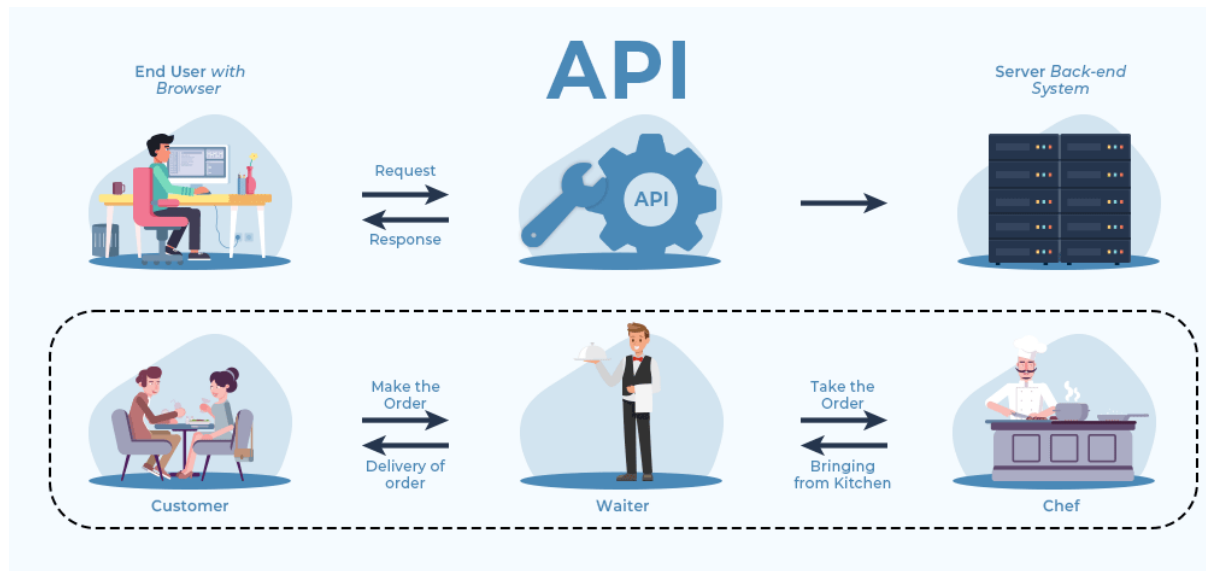 API
End User with
Browser
Server Back-end
System
Request
API
Response
Make the
Order
Take the
Order
Delivery of
order
Bringing
from Kitchen
Customer
Waiter
Chef